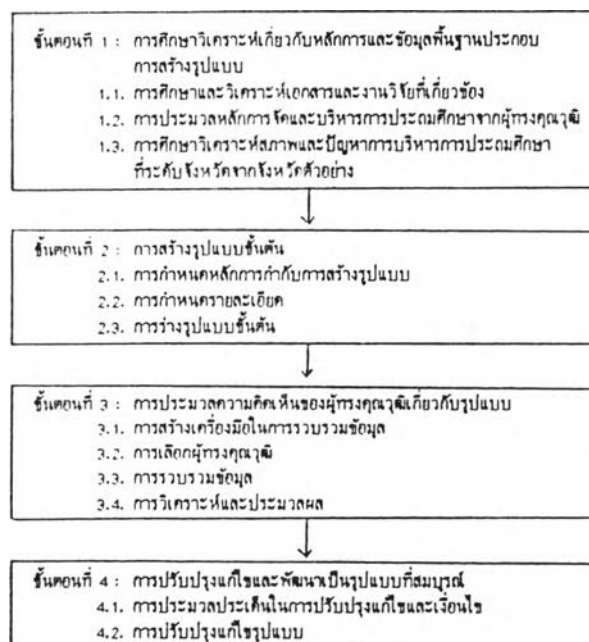 ขั้นตอนที่ 1 : การศึกษาวิเคราะห์เกี่ยวกับหลักการและข้อมูลพื้นฐานประกอบ
การสร้างรูปแบบ
1.1. การศึกษาและวิเคราะห์เอกสารและงานวิจัยที่เกี่ยวข้อง
1.2. การประมวลหลักการจัดและบริหารการประถมศึกษาจากผู้ทรงคุณวุฒิ
1.3. การศึกษาวิเคราะห์สภาพและปัญหาการบริหารการประถมศึกษา
ที่ระดับจังหวัดจากจังหวัดตัวอย่าง
ขั้นตอนที่ 2 : การสร้างรูปแบบขั้นต้น
2.1. การกำหนดหลักการกำกับการสร้างรูปแบบ
2.2. การกำหนดรายละเอียด
2.3. การร่างรูปแบบขั้นต้น
ขั้นตอนที่ 3 : การประมวลความคิดเห็นของผู้ทรงคุณวุฒิเกี่ยวกับรูปแบบ
3.1. การสร้างเครื่องมือในการรวบรวมข้อมูล
3.2. การเลือกผู้ทรงคุณวุฒิ
3.3. การรวบรวมข้อมูล
3.4. การวิเคราะห์และประมวลผล
ขั้นตอนที่ 4 : การปรับปรุงแก้ไขและพัฒนาเป็นรูปแบบที่สมบูรณ์
4.1. การประมวลประเด็นในการปรับปรุงแก้ไขและเงื่อนไข
4.2. การปรับปรุงแก้ไขรูปแบบ